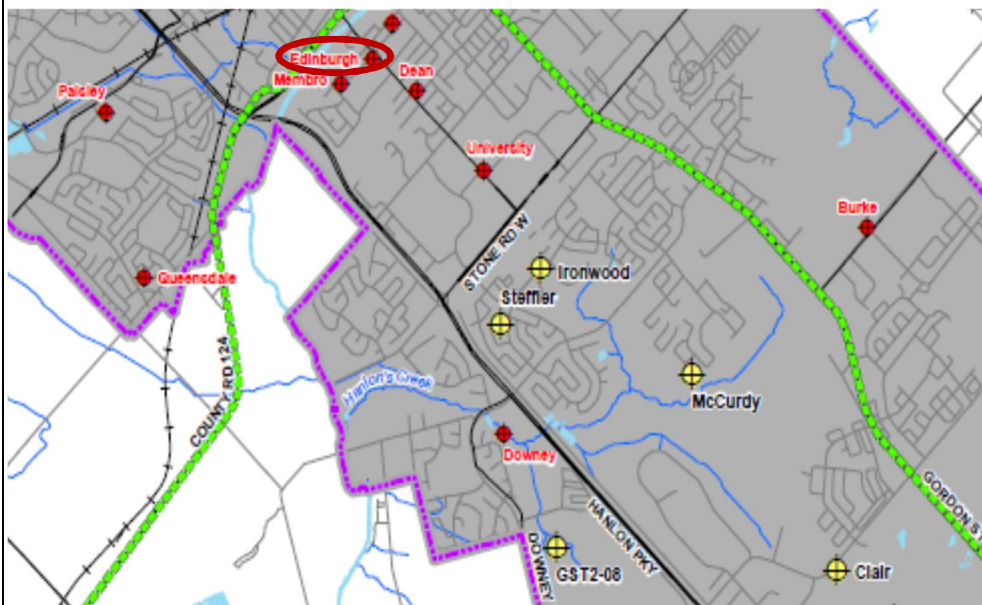 Edinburgh
Membro
Dean
Paisley
University
Burke
STONE RD W
Ironwood
Queensdale
Steffler
COUNTY RD 124
Hanlon's Creek
McCurdy
Downey
GORDON ST
HANLON PKY
DOWNEY
GST2-08
Clair